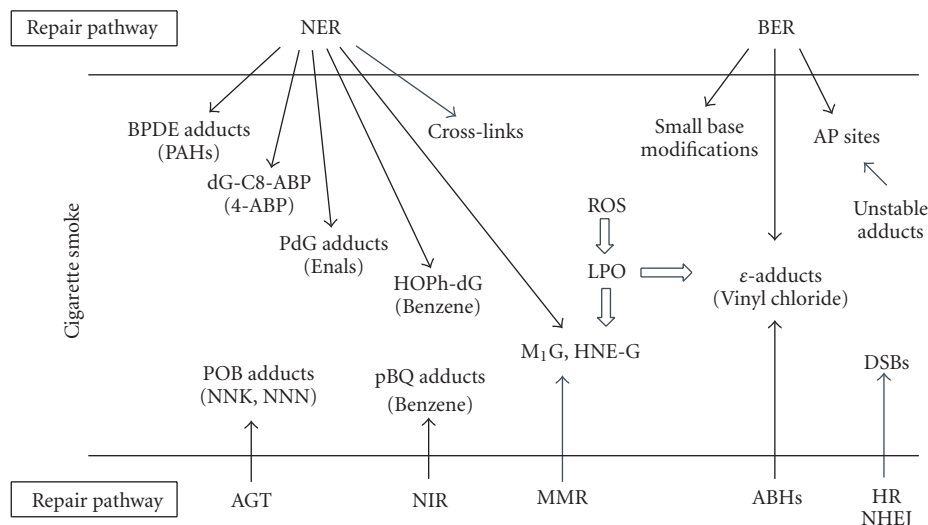 Repair pathway
NER
BER
BPDE adducts
(PAHs)
Cross-links
Small base
modifications
AP sites
dG-C8-ABP
(4-ABP)
Unstable
adducts
PdG adducts
(Enals)
ROS
HOPh-dG
(Benzene)
LPO
ε-adducts
(Vinyl chloride)
Cigarette smoke
M₁G, HNE-G
POB adducts
(NNK, NNN)
pBQ adducts
(Benzene)
DSBs
Repair pathway
AGT
NIR
MMR
ABHs
HR
NHEJ